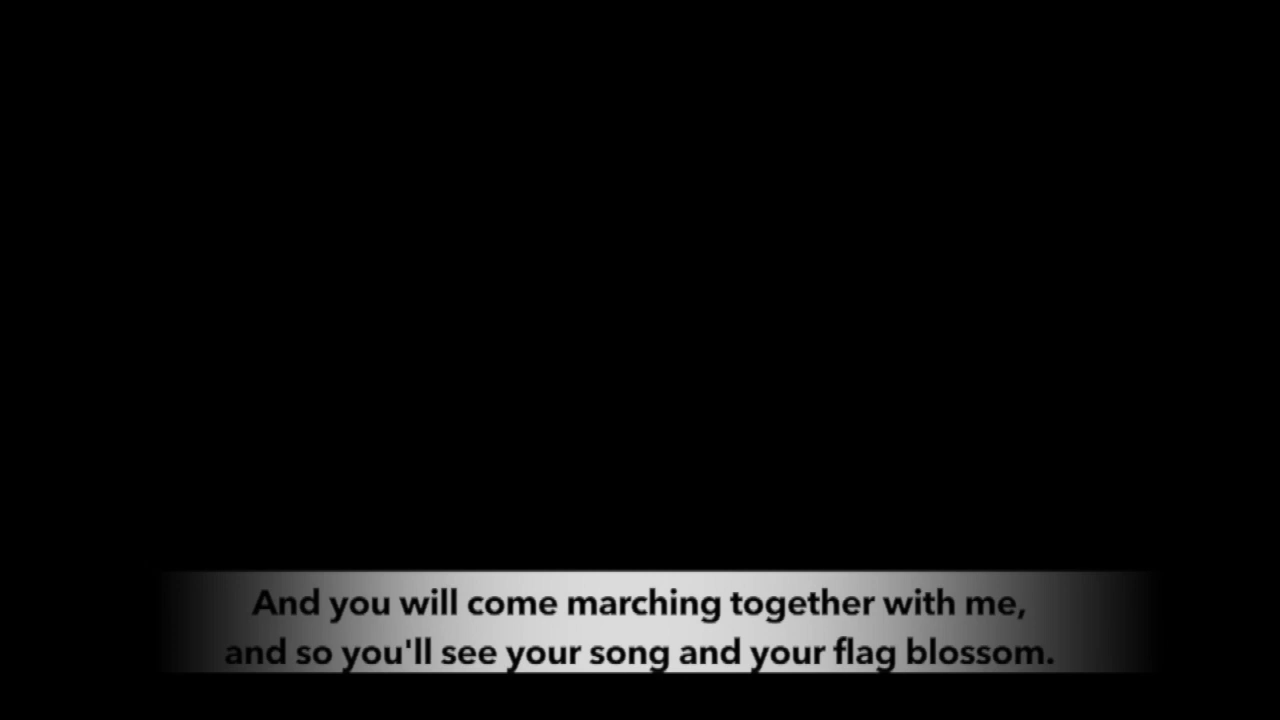 And you will come marching together with me,
and so you'll see your song and your flag blossom.